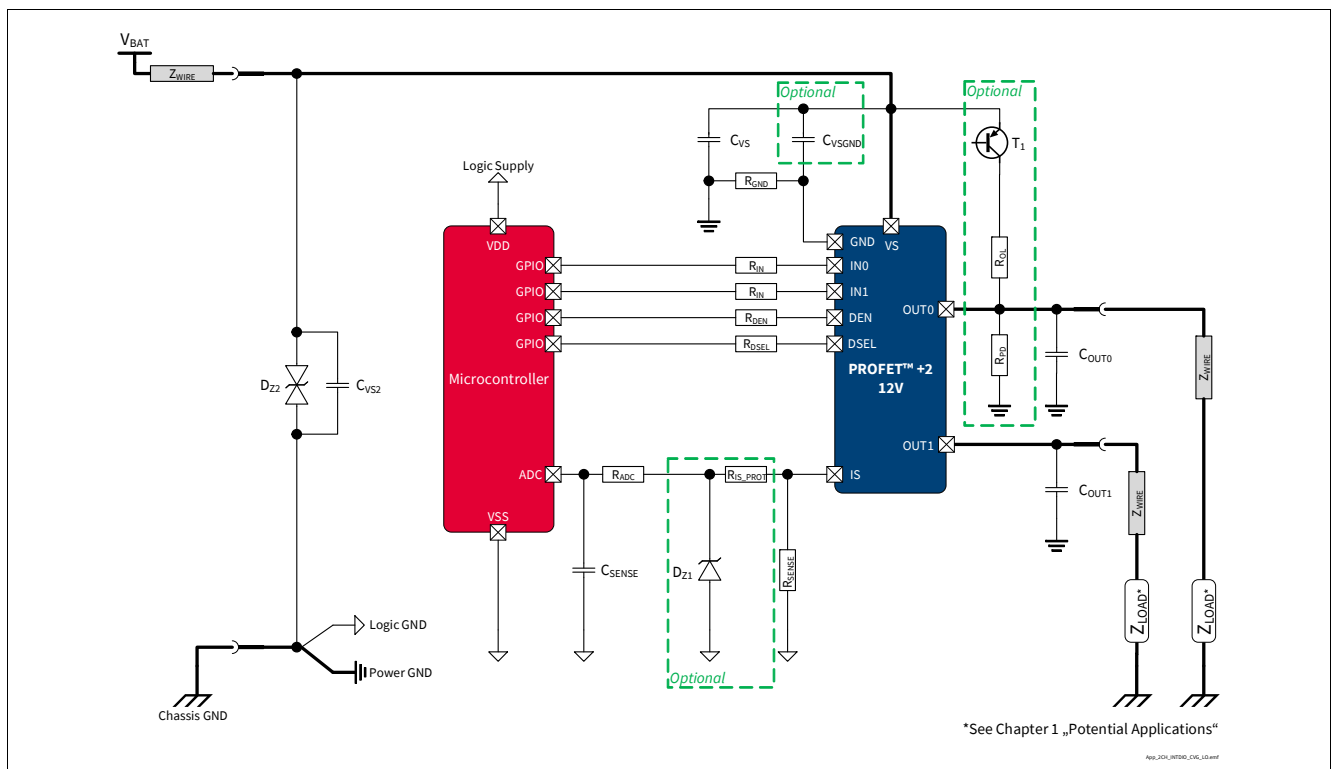 VBAT
ZWIRE
Optional
Optional
CVS
CVSGND
T1
Logic Supply
RGND
VDD
GND
VS
GPIO
RIN
IN0
ROL
GPIO
RIN
IN1
GPIO
RDEN
DEN
OUT0
GPIO
RDSEL
DSEL
RPD
COUT0
ZWIRE
DZ2
CVS2
Microcontroller
PROFET™ +2
12V
OUT1
ADC
RADC
RIS_PROT
IS
COUT1
ZWIRE
VSS
CSENSE
DZ1
RSENSE
ZLOAD*
ZLOAD*
Logic GND
Power GND
Optional
Chassis GND
*See Chapter 1 „Potential Applications“
App_2CH_INTDIO_CVG_LO.emf